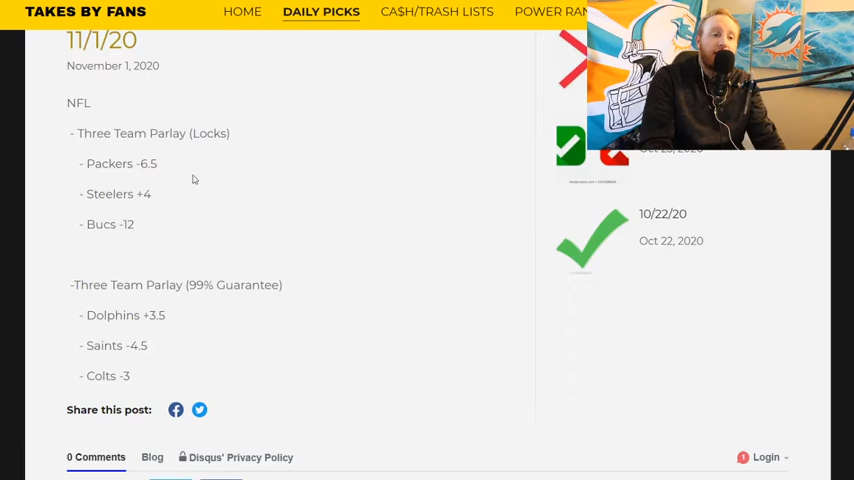 TAKES BY FANS
HOME
DAILY PICKS
CA$H/TRASH LISTS
POWER RAN
11/1/20
November 1, 2020
NFL
- Three Team Parlay (Locks)
- Packers -6.5
- Steelers +4
- Bucs -12
-Three Team Parlay (99% Guarantee)
- Dolphins +3.5
- Saints -4.5
- Colts -3
Share this post:
0 Comments
Blog
Disqus' Privacy Policy
1
Login
10/22/20
Oct 22, 2020